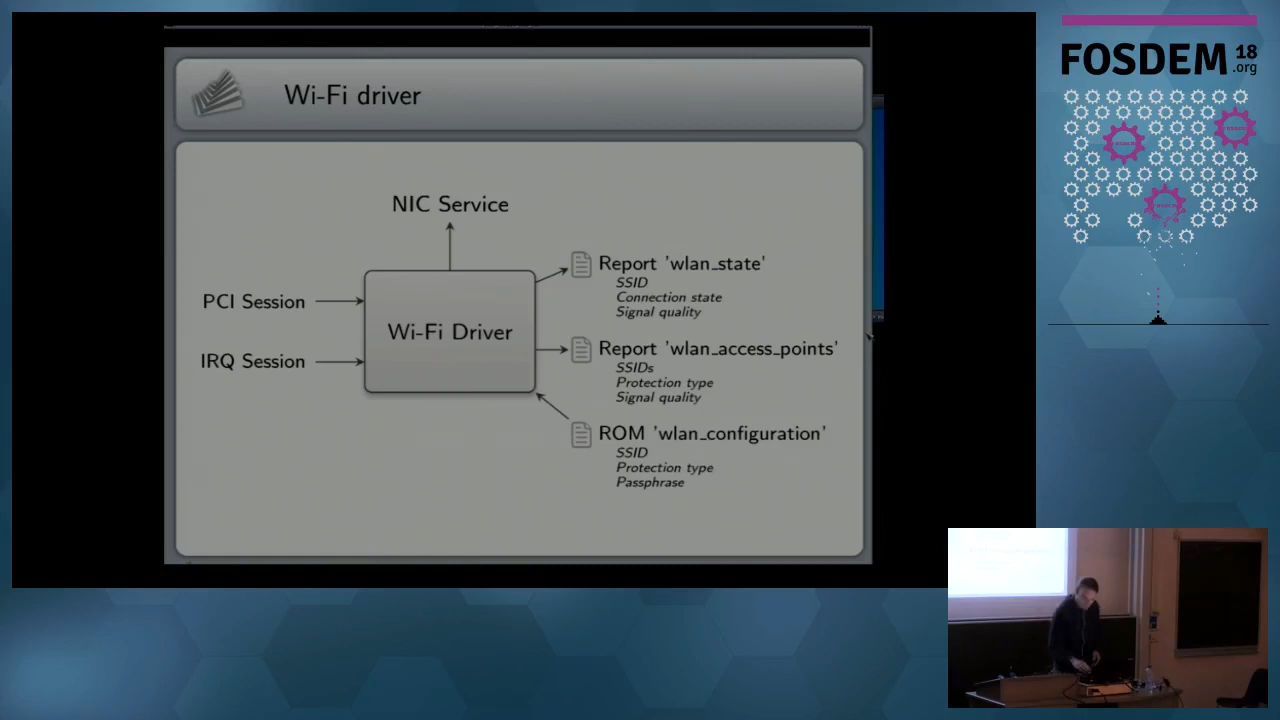 Wi-Fi driver
NIC Service
PCI Session
IRQ Session
Wi-Fi Driver
Report 'wlan_state'
SSID
Connection state
Signal quality
Report 'wlan_access_points'
SSIDs
Protection type
Signal quality
ROM 'wlan_configuration'
SSID
Protection type
Passphrase
FOSDEM 18
.org